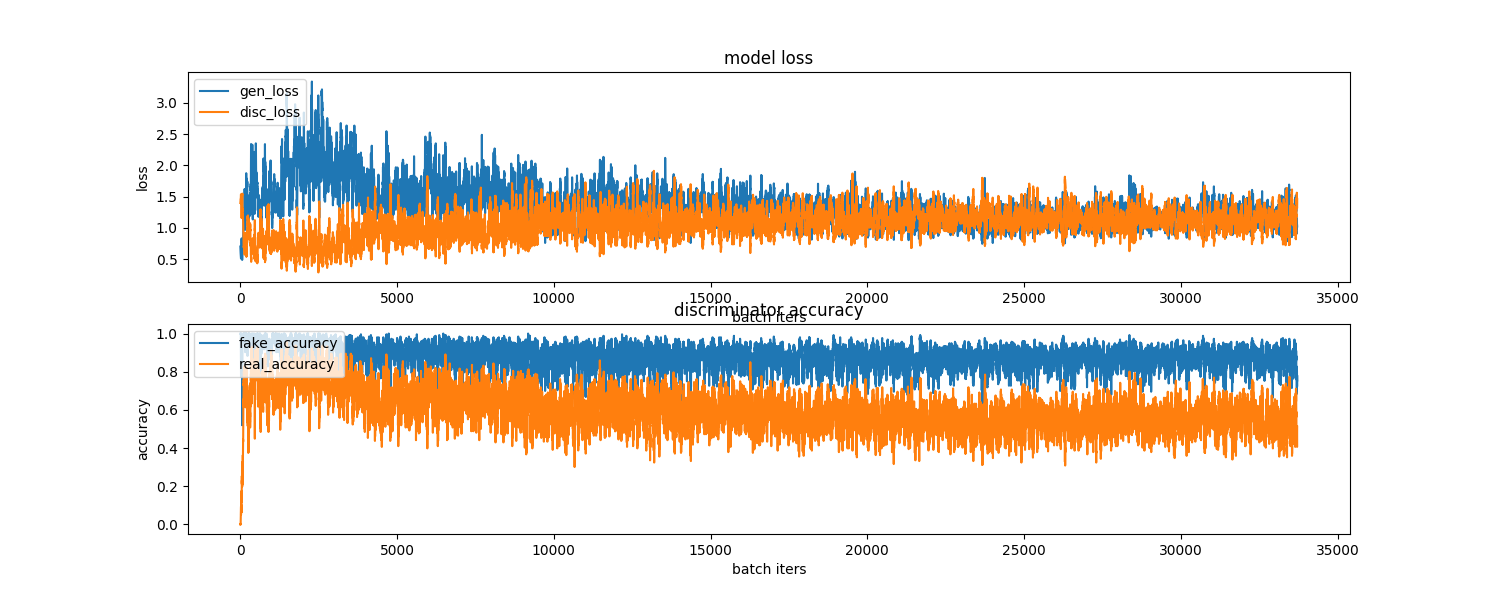 model loss
gen_loss
disc_loss
3.0
2.5
2.0
1.5
1.0
0.5
loss
0 5000 10000 15000 20000 25000 30000 35000
batch iters
discriminator accuracy
fake_accuracy
real_accuracy
1.0
0.8
0.6
0.4
0.2
0.0
accuracy
0 5000 10000 15000 20000 25000 30000 35000
batch iters